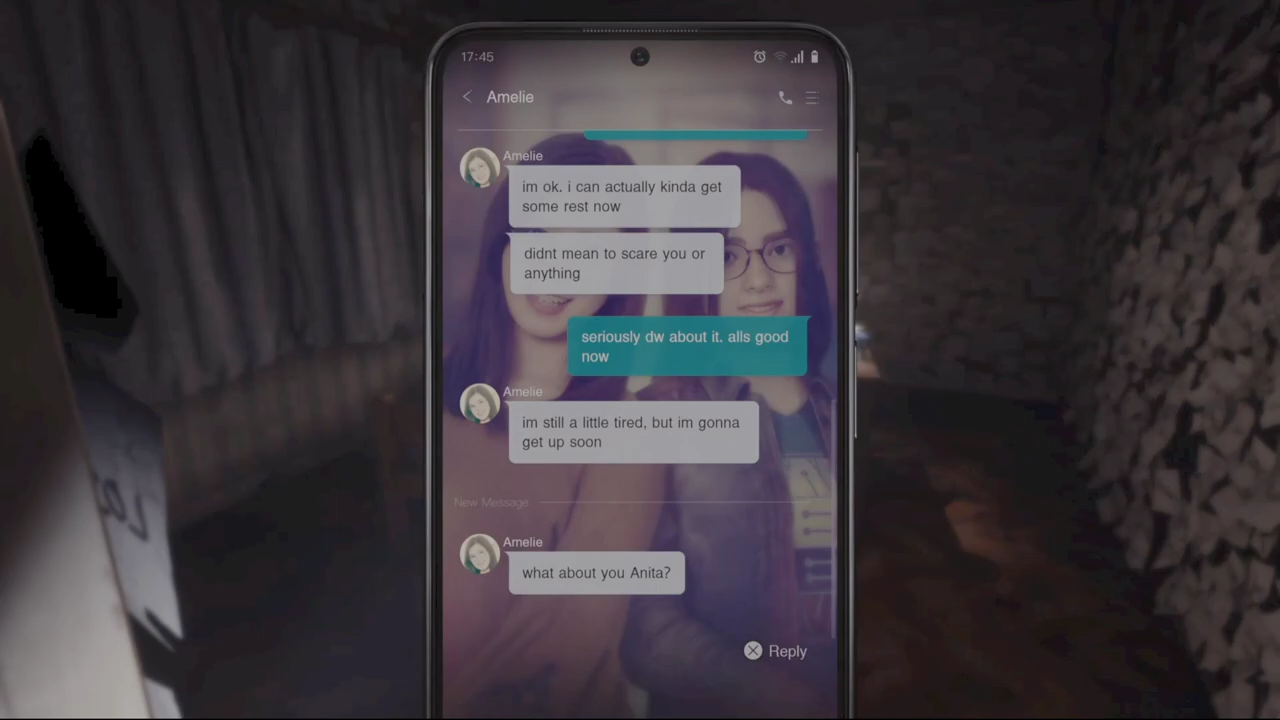 17:45
Amelie
Amelie
im ok. i can actually kinda get
some rest now
didnt mean to scare you or
anything
seriously dw about it. alls good
now
Amelie
im still a little tired, but im gonna
get up soon
New Message
Amelie
what about you Anita?
Reply